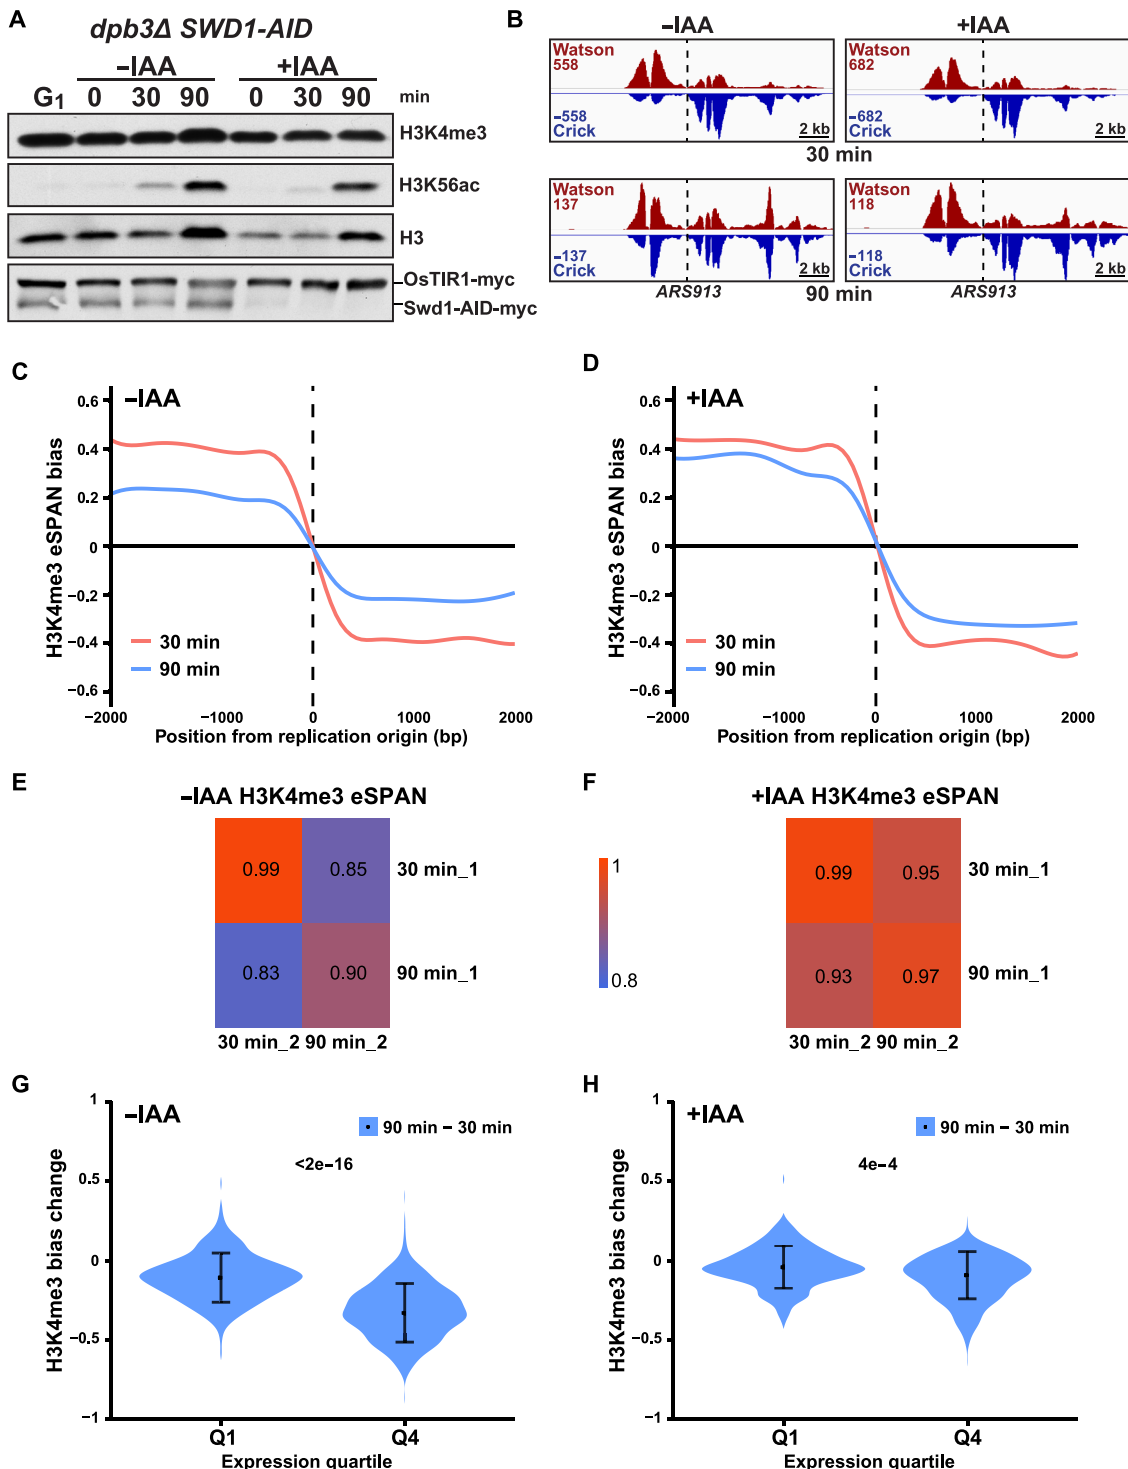 A
dpb3Δ SWD1-AID
–IAA +IAA
G1 0 30 90 0 30 90 min
H3K4me3
H3K56ac
H3
OsTIR1-myc
Swd1-AID-myc
B
–IAA +IAA
Watson
558
–558
Crick
2 kb
Watson
682
–682
Crick
2 kb
30 min
Watson
137
–137
Crick
2 kb
Watson
118
–118
Crick
2 kb
ARS913 90 min ARS913
C
–IAA
H3K4me3 eSPAN bias
0.6
0.4
0.2
0
–0.2
–0.4
–0.6
30 min
90 min
–2000 –1000 0 1000 2000
Position from replication origin (bp)
D
+IAA
H3K4me3 eSPAN bias
0.6
0.4
0.2
0
–0.2
–0.4
–0.6
30 min
90 min
–2000 –1000 0 1000 2000
Position from replication origin (bp)
E
–IAA H3K4me3 eSPAN
0.99 0.85 30 min_1
0.83 0.90 90 min_1
30 min_2 90 min_2
1
0.8
F
+IAA H3K4me3 eSPAN
0.99 0.95 30 min_1
0.93 0.97 90 min_1
30 min_2 90 min_2
G
–IAA
90 min – 30 min
<2e–16
H3K4me3 bias change
1
0.5
0
–0.5
–1
Q1 Q4
Expression quartile
H
+IAA
90 min – 30 min
4e–4
H3K4me3 bias change
1
0.5
0
–0.5
–1
Q1 Q4
Expression quartile